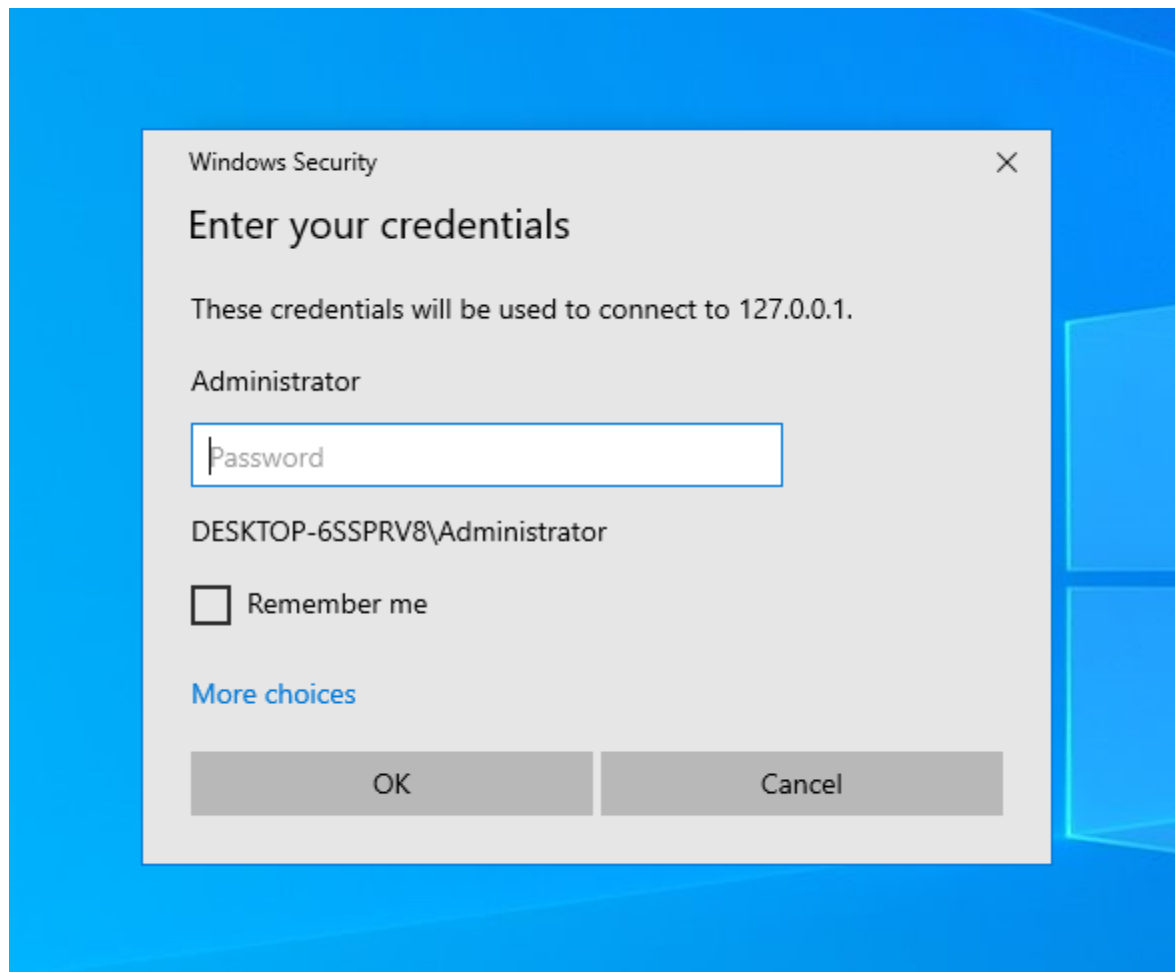 Windows Security
Enter your credentials
These credentials will be used to connect to 127.0.0.1.
Administrator
Password
DESKTOP-6SSPRV8\Administrator
Remember me
More choices
OK
Cancel